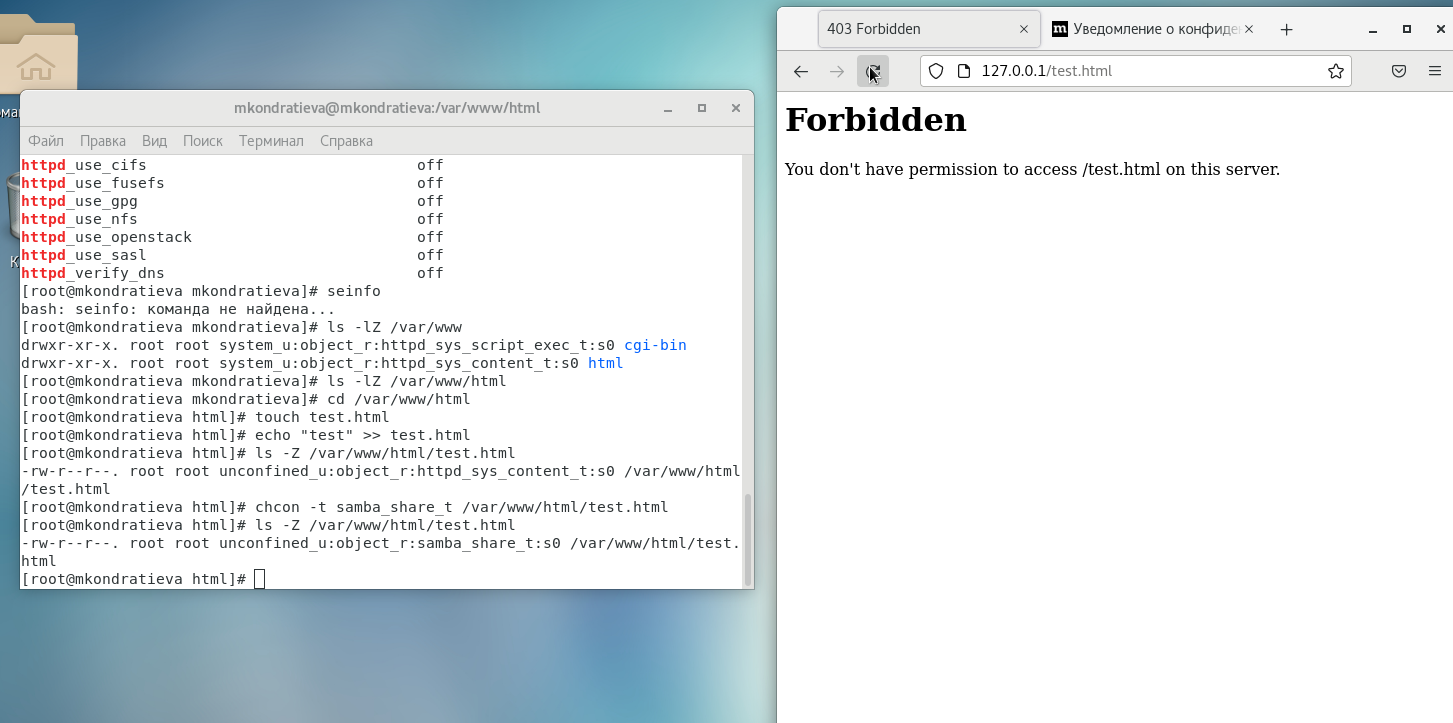 mkondratieva@mkondratieva:/var/www/html
Файл Правка Вид Поиск Терминал Справка
httpd_use_cifs off
httpd_use_fusefs off
httpd_use_gpg off
httpd_use_nfs off
httpd_use_openstack off
httpd_use_sasl off
httpd_verify_dns off
[root@mkondratieva mkondratieva]# seinfo
bash: seinfo: команда не найдена...
[root@mkondratieva mkondratieva]# ls -lZ /var/www
drwxr-xr-x. root root system_u:object_r:httpd_sys_script_exec_t:s0 cgi-bin
drwxr-xr-x. root root system_u:object_r:httpd_sys_content_t:s0 html
[root@mkondratieva mkondratieva]# ls -lZ /var/www/html
[root@mkondratieva mkondratieva]# cd /var/www/html
[root@mkondratieva html]# touch test.html
[root@mkondratieva html]# echo "test" >> test.html
[root@mkondratieva html]# ls -Z /var/www/html/test.html
-rw-r--r--. root root unconfined_u:object_r:httpd_sys_content_t:s0 /var/www/html
/test.html
[root@mkondratieva html]# chcon -t samba_share_t /var/www/html/test.html
[root@mkondratieva html]# ls -Z /var/www/html/test.html
-rw-r--r--. root root unconfined_u:object_r:samba_share_t:s0 /var/www/html/test.
html
[root@mkondratieva html]#
403 Forbidden
m Уведомление о конфиде
127.0.0.1/test.html
Forbidden
You don't have permission to access /test.html on this server.